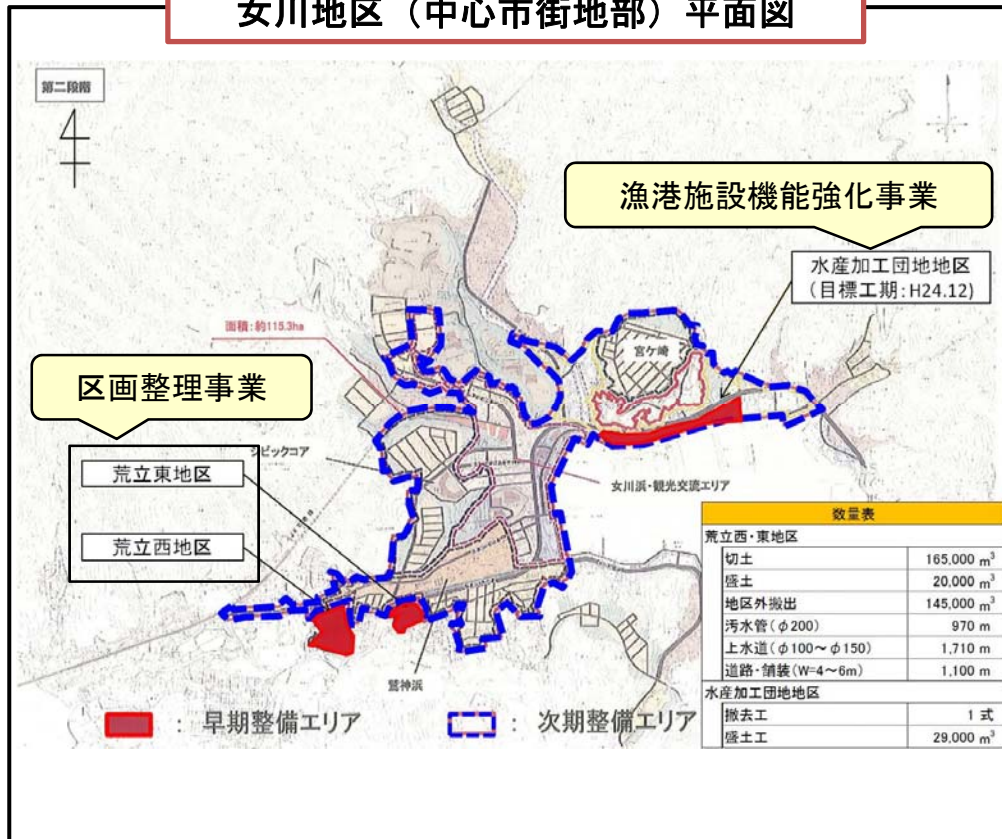 女川地区（中心市街地部）平面図
第二段階
漁港施設機能強化事業
水産加工団地地区
（目標工期：H24.12）
面積：約115.3ha
宮ケ崎
区画整理事業
シビックコア
荒立東地区
女川浜・観光交流エリア
荒立西地区
鷲神浜
数量表
荒立西・東地区
切土 165,000 m³
盛土 20,000 m³
地区外搬出 145,000 m³
汚水管（φ200） 970 m
上水道（φ100～φ150） 1,710 m
道路・舗装（W=4～6m） 1,100 m
水産加工団地地区
撤去工 1 式
盛土工 29,000 m³
： 早期整備エリア
： 次期整備エリア